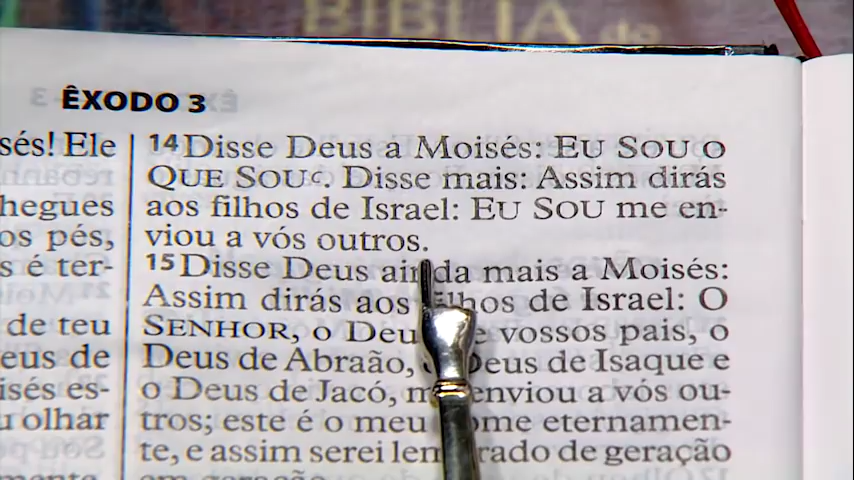 BÍBLIA de
ÊXODO 3
sés! Ele
hegues
os pés,
s é ter-
de teu
eus de
isés es-
u olhar
14 Disse Deus a Moisés: EU SOU O
QUE SOUᶜ. Disse mais: Assim dirás
aos filhos de Israel: EU SOU me en-
viou a vós outros.
15 Disse Deus ainda mais a Moisés:
Assim dirás aos filhos de Israel: O
SENHOR, o Deus de vossos pais, o
Deus de Abraão, o Deus de Isaque e
o Deus de Jacó, me enviou a vós ou-
tros; este é o meu nome eternamen-
te, e assim serei lembrado de geração
em geração